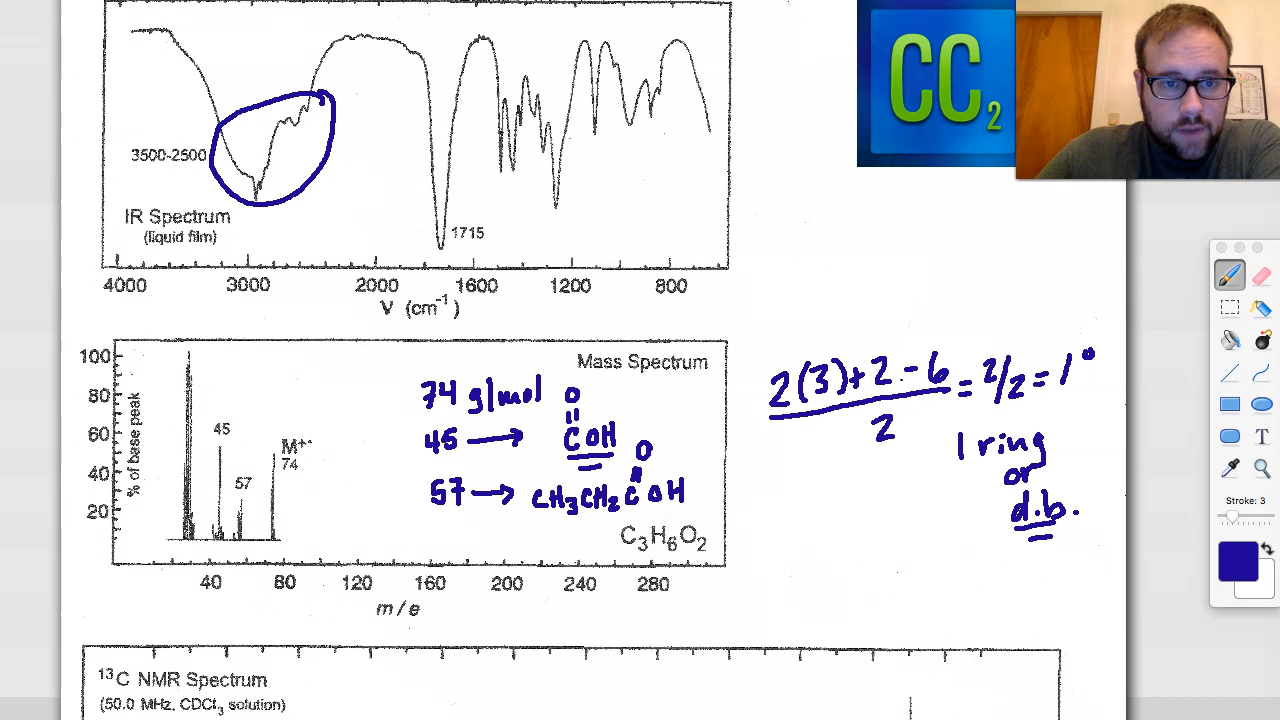 CC2
3500-2500
IR Spectrum
(liquid film)
1715
4000 3000 2000 1600 1200 800
V (cm⁻¹)
100
80
60
40
20
% of base peak
Mass Spectrum
45
57
M⁺·
74
74 g/mol
45 → O
COH
57 → CH₃CH₂COH
O
C₃H₆O₂
40 80 120 160 200 240 280
m/e
2(3)+2-6 = 2/2 = 1°
2
1 ring
or
d.b.
¹³C NMR Spectrum
(50.0 MHz, CDCl₃ solution)
T
Stroke: 3